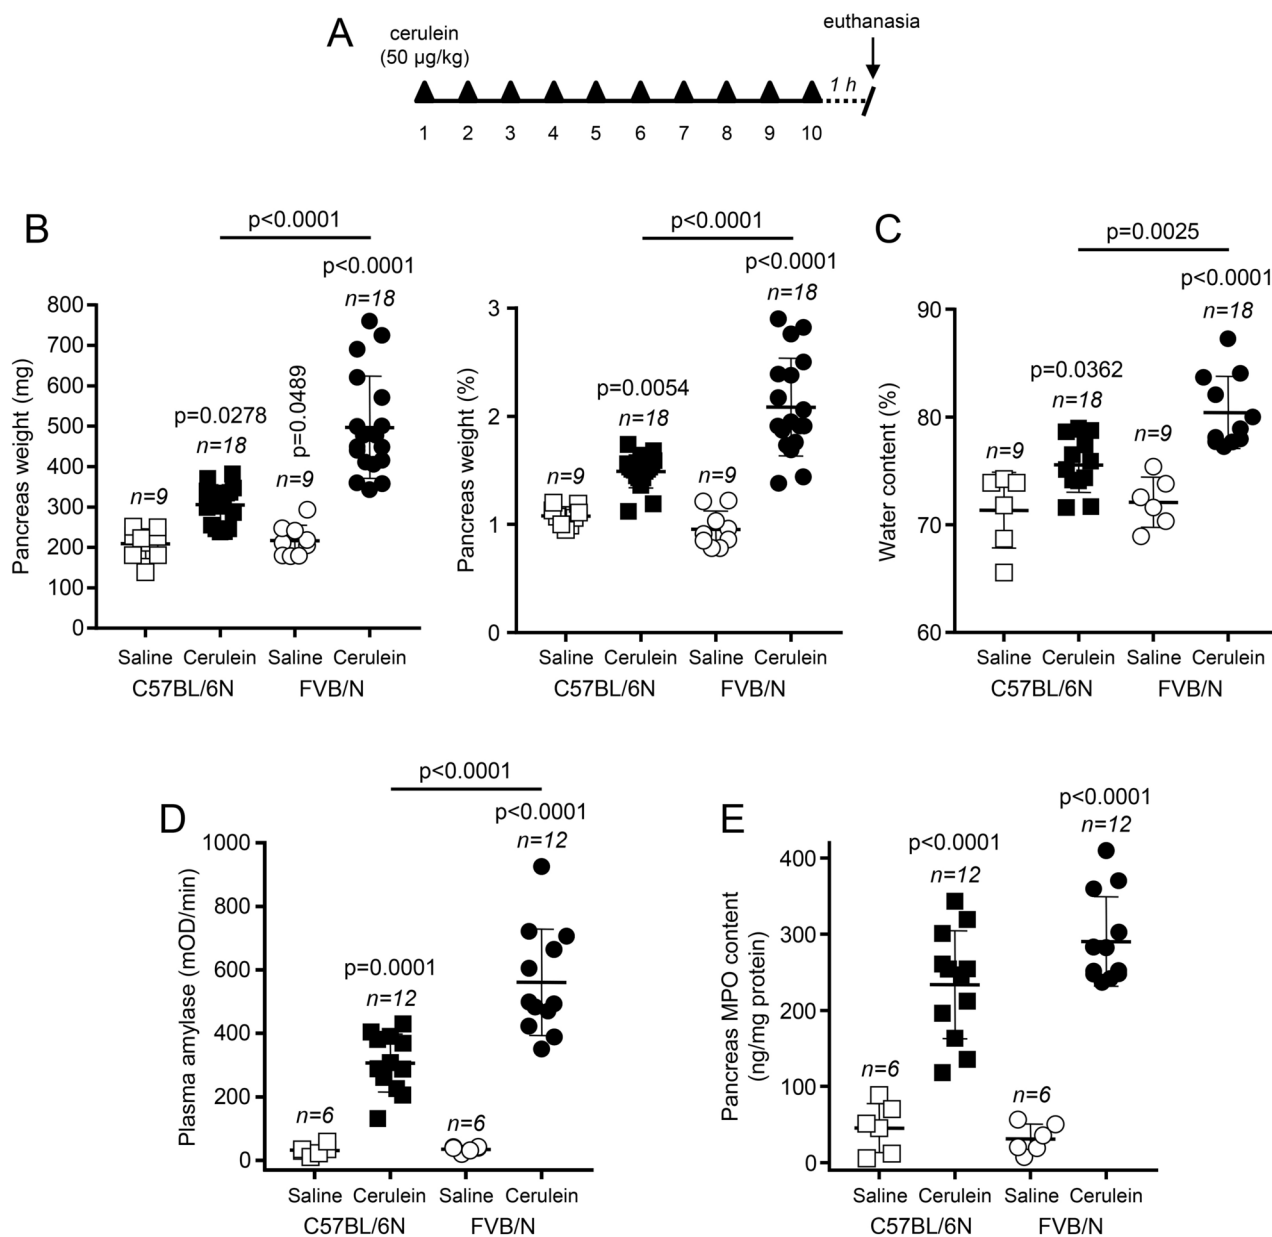 A
cerulein
(50 µg/kg)
euthanasia
1 h
1 2 3 4 5 6 7 8 9 10
B
p<0.0001
p<0.0001
n=18
p=0.0489
p=0.0278
n=18
n=9
n=9
Pancreas weight (mg)
800
700
600
500
400
300
200
100
0
Saline Cerulein Saline Cerulein
C57BL/6N FVB/N
p<0.0001
p<0.0001
n=18
p=0.0054
n=18
n=9
n=9
Pancreas weight (%)
3
2
1
0
Saline Cerulein Saline Cerulein
C57BL/6N FVB/N
C
p=0.0025
p<0.0001
n=18
p=0.0362
n=18
n=9
n=9
Water content (%)
90
80
70
60
Saline Cerulein Saline Cerulein
C57BL/6N FVB/N
D
p<0.0001
p<0.0001
n=12
p=0.0001
n=12
n=6
n=6
Plasma amylase (mOD/min)
1000
800
600
400
200
0
Saline Cerulein Saline Cerulein
C57BL/6N FVB/N
E
p<0.0001
n=12
p<0.0001
n=12
n=6
n=6
Pancreas MPO content
(ng/mg protein)
400
300
200
100
0
Saline Cerulein Saline Cerulein
C57BL/6N FVB/N